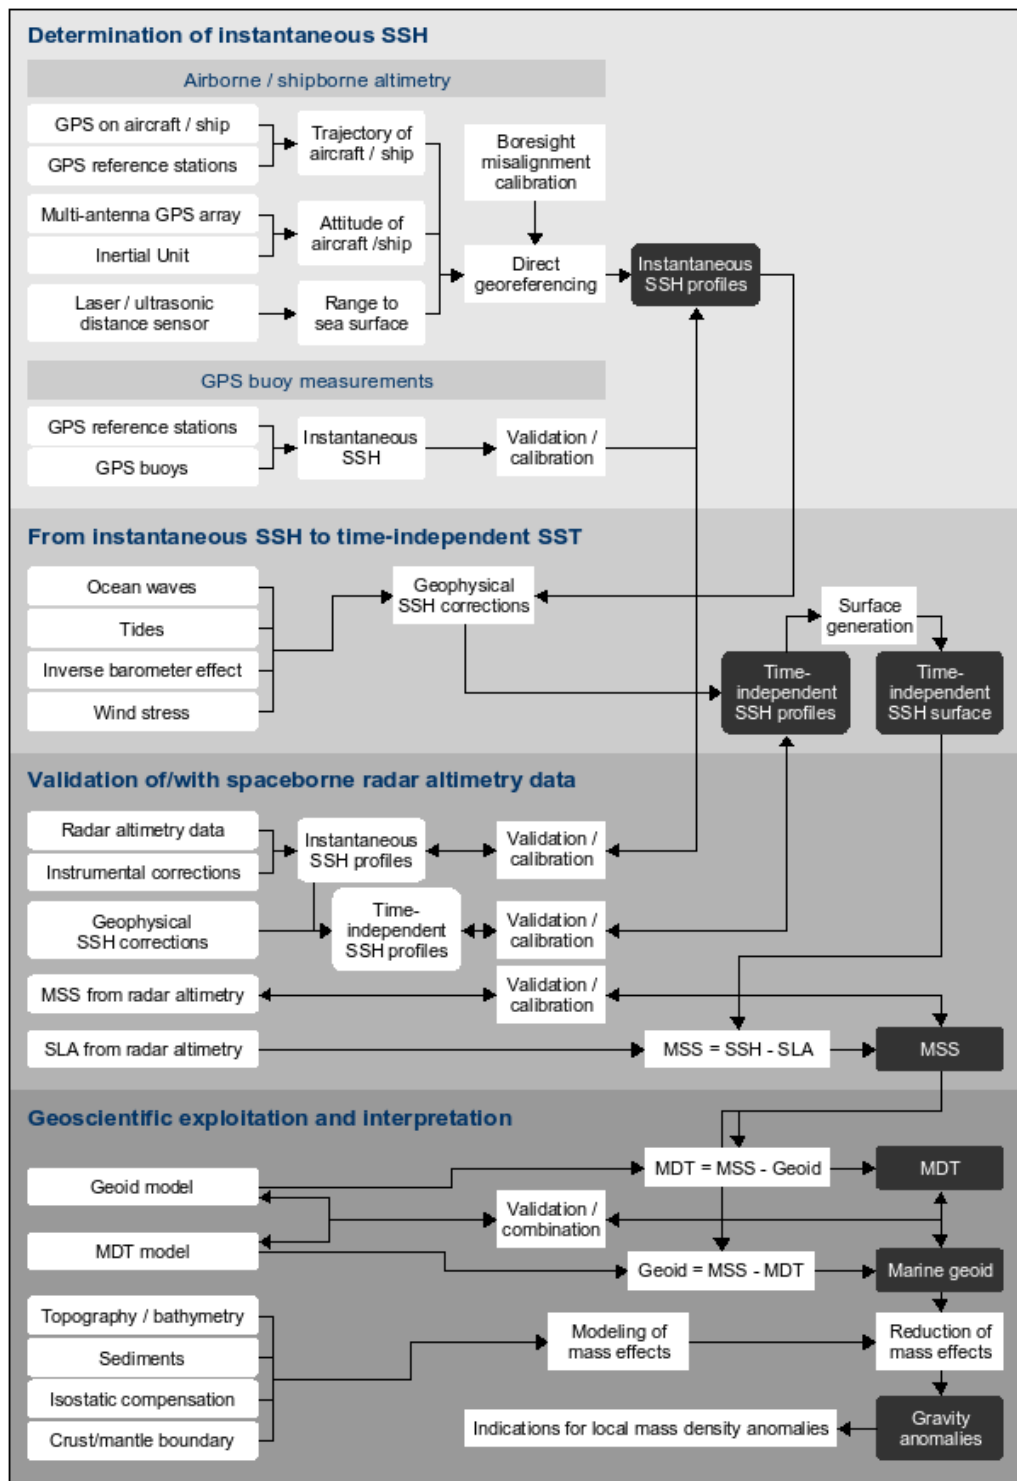 Determination of instantaneous SSH
Airborne / shipborne altimetry
GPS on aircraft / ship
GPS reference stations
Trajectory of
aircraft / ship
Boresight
misalignment
calibration
Multi-antenna GPS array
Inertial Unit
Attitude of
aircraft /ship
Direct
georeferencing
Instantaneous
SSH profiles
Laser / ultrasonic
distance sensor
Range to
sea surface
GPS buoy measurements
GPS reference stations
GPS buoys
Instantaneous
SSH
Validation /
calibration
From instantaneous SSH to time-independent SST
Ocean waves
Tides
Inverse barometer effect
Wind stress
Geophysical
SSH corrections
Surface
generation
Time-
independent
SSH profiles
Time-
independent
SSH surface
Validation of/with spaceborne radar altimetry data
Radar altimetry data
Instrumental corrections
Instantaneous
SSH profiles
Validation /
calibration
Geophysical
SSH corrections
Time-
independent
SSH profiles
Validation /
calibration
MSS from radar altimetry
Validation /
calibration
SLA from radar altimetry
MSS = SSH - SLA
MSS
Geoscientific exploitation and interpretation
Geoid model
MDT = MSS - Geoid
MDT
Validation /
combination
MDT model
Geoid = MSS - MDT
Marine geoid
Topography / bathymetry
Sediments
Isostatic compensation
Crust/mantle boundary
Modeling of
mass effects
Reduction of
mass effects
Indications for local mass density anomalies
Gravity
anomalies